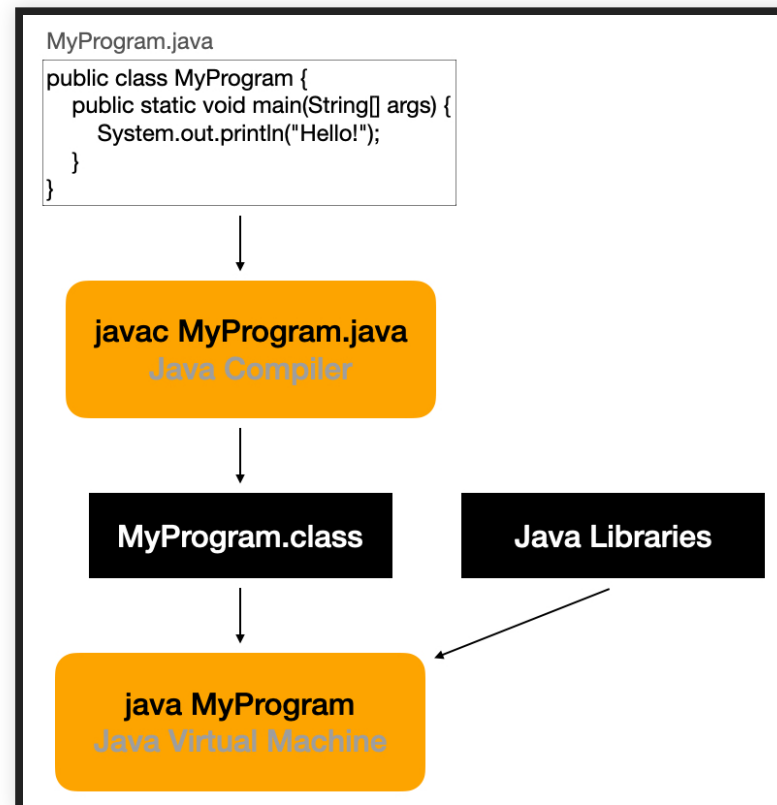 MyProgram.java
public class MyProgram {
    public static void main(String[] args) {
        System.out.println("Hello!");
    }
}
javac MyProgram.java
Java Compiler
MyProgram.class
Java Libraries
java MyProgram
Java Virtual Machine